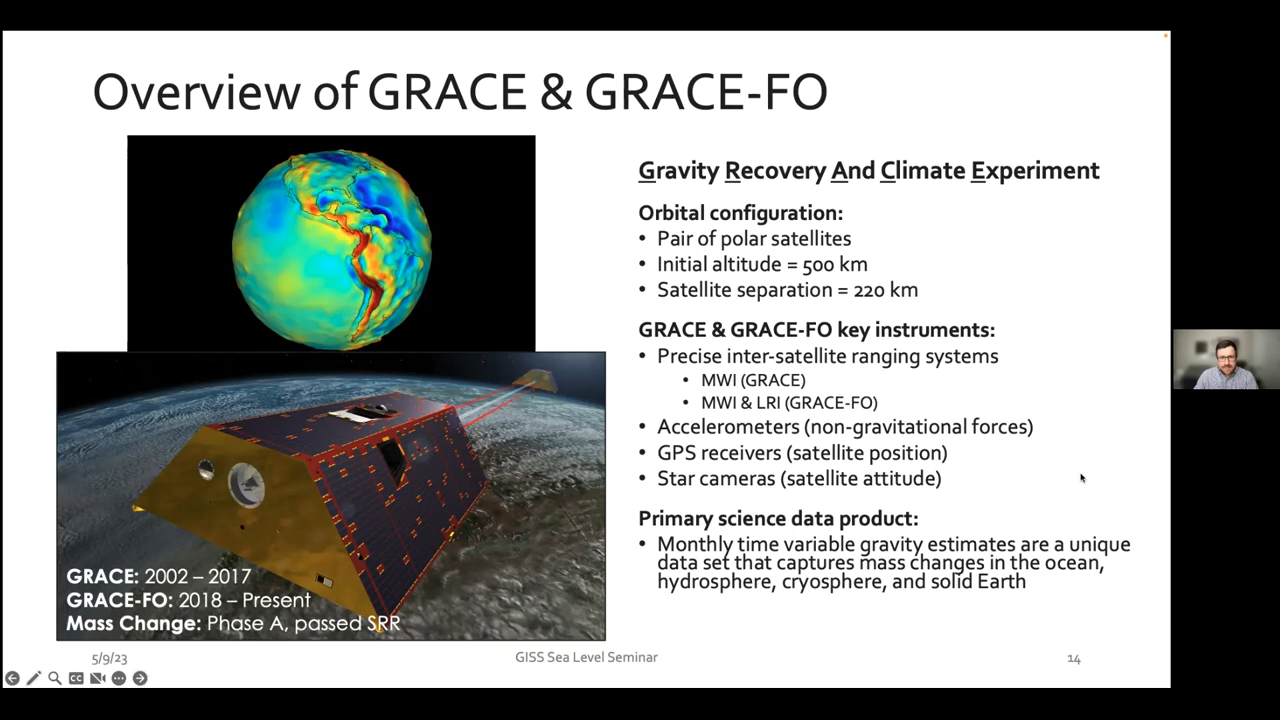 Overview of GRACE & GRACE-FO
GRACE: 2002 – 2017
GRACE-FO: 2018 – Present
Mass Change: Phase A, passed SRR
Gravity Recovery And Climate Experiment
Orbital configuration:
• Pair of polar satellites
• Initial altitude = 500 km
• Satellite separation = 220 km
GRACE & GRACE-FO key instruments:
• Precise inter-satellite ranging systems
• MWI (GRACE)
• MWI & LRI (GRACE-FO)
• Accelerometers (non-gravitational forces)
• GPS receivers (satellite position)
• Star cameras (satellite attitude)
Primary science data product:
• Monthly time variable gravity estimates are a unique
data set that captures mass changes in the ocean,
hydrosphere, cryosphere, and solid Earth
5/9/23
GISS Sea Level Seminar
14
CC